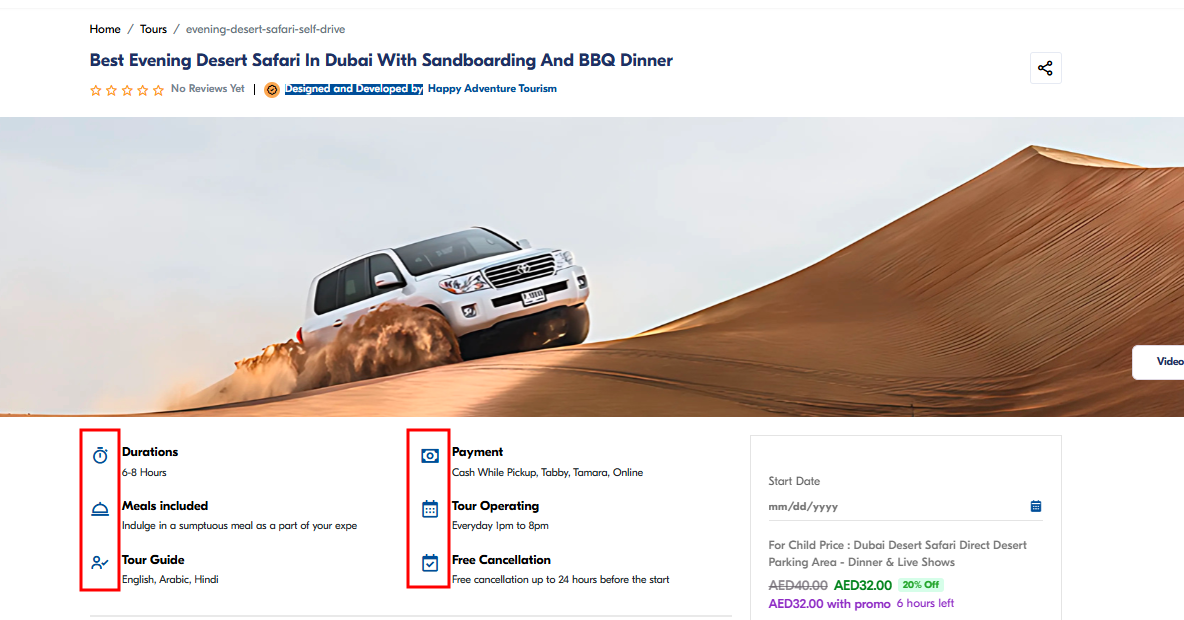 Home / Tours / evening-desert-safari-self-drive
Best Evening Desert Safari In Dubai With Sandboarding And BBQ Dinner
No Reviews Yet | Designed and Developed by Happy Adventure Tourism
Video
Durations
6-8 Hours
Meals included
Indulge in a sumptuous meal as a part of your expe
Tour Guide
English, Arabic, Hindi
Payment
Cash While Pickup, Tabby, Tamara, Online
Tour Operating
Everyday 1pm to 8pm
Free Cancellation
Free cancellation up to 24 hours before the start
Start Date
mm/dd/yyyy
For Child Price : Dubai Desert Safari Direct Desert
Parking Area - Dinner & Live Shows
AED40.00 AED32.00 20% Off
AED32.00 with promo 6 hours left